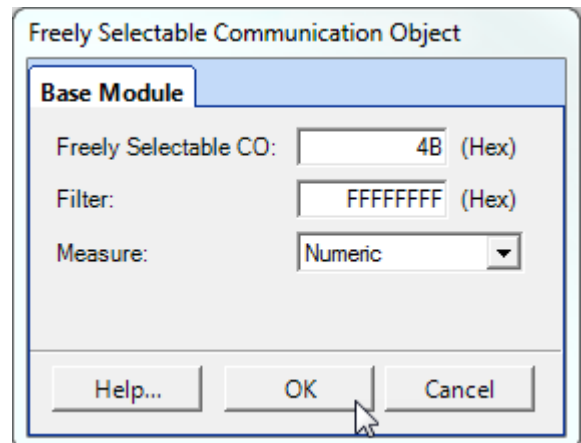 Freely Selectable Communication Object
Base Module
Freely Selectable CO: 4B (Hex)
Filter: FFFFFFFF (Hex)
Measure: Numeric
Help... OK Cancel